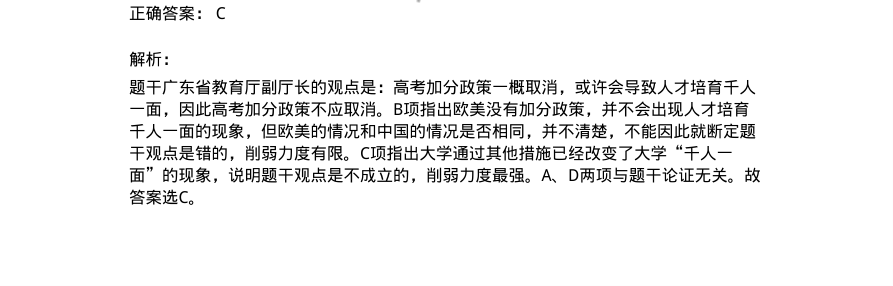 正确答案： C
解析：
题干广东省教育厅副厅长的观点是：高考加分政策一概取消，或许会导致人才培育千人
一面，因此高考加分政策不应取消。B项指出欧美没有加分政策，并不会出现人才培育
千人一面的现象，但欧美的情况和中国的情况是否相同，并不清楚，不能因此就断定题
干观点是错的，削弱力度有限。C项指出大学通过其他措施已经改变了大学“千人一
面”的现象，说明题干观点是不成立的，削弱力度最强。A、D两项与题干论证无关。故
答案选C。